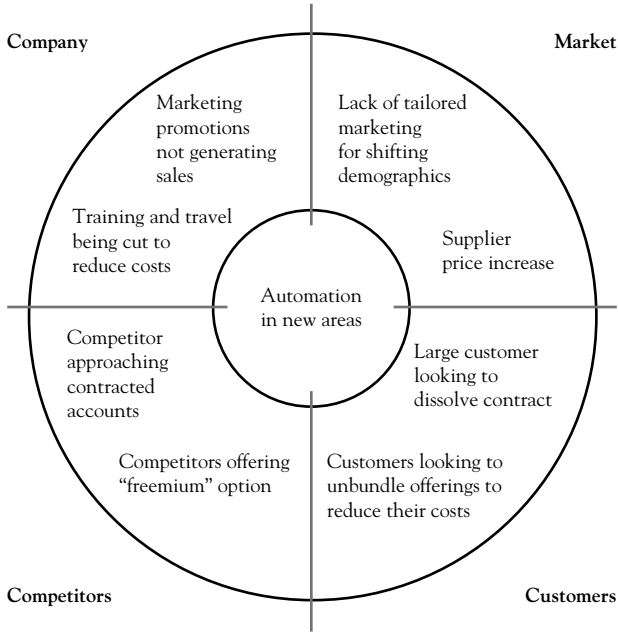 Company
Market
Marketing
promotions
not generating
sales
Lack of tailored
marketing
for shifting
demographics
Training and travel
being cut to
reduce costs
Supplier
price increase
Automation
in new areas
Competitor
approaching
contracted
accounts
Large customer
looking to
dissolve contract
Competitors offering
“freemium” option
Customers looking to
unbundle offerings to
reduce their costs
Competitors
Customers